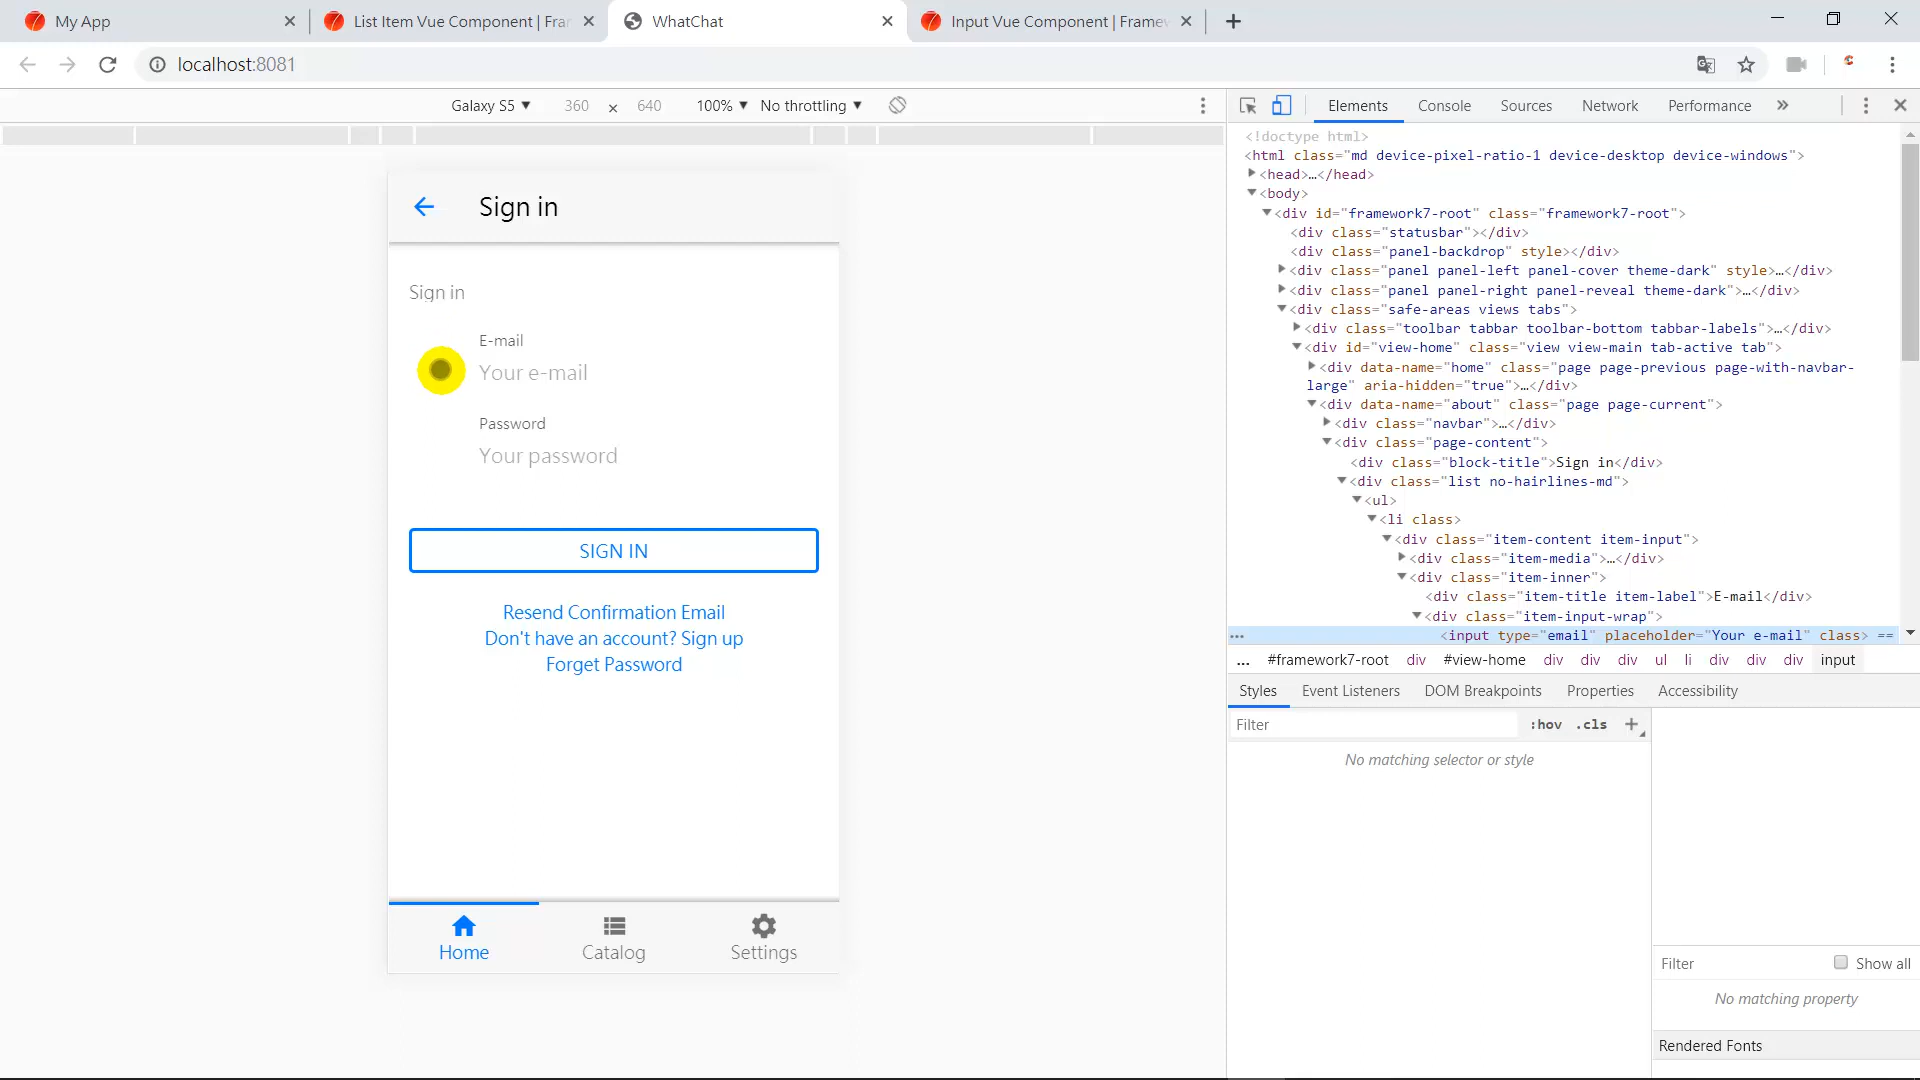 My App
List Item Vue Component | Fra
WhatChat
Input Vue Component | Framew
localhost:8081
Galaxy S5 ▼ 360 x 640 100% ▼ No throttling ▼
Elements Console Sources Network Performance »
Sign in
Sign in
E-mail
Your e-mail
Password
Your password
SIGN IN
Resend Confirmation Email
Don't have an account? Sign up
Forget Password
Home
Catalog
Settings
<!doctype html>
<html class="md device-pixel-ratio-1 device-desktop device-windows">
<head>…</head>
<body>
<div id="framework7-root" class="framework7-root">
<div class="statusbar"></div>
<div class="panel-backdrop" style></div>
<div class="panel panel-left panel-cover theme-dark" style>…</div>
<div class="panel panel-right panel-reveal theme-dark">…</div>
<div class="safe-areas views tabs">
<div class="toolbar tabbar toolbar-bottom tabbar-labels">…</div>
<div id="view-home" class="view view-main tab-active tab">
<div data-name="home" class="page page-previous page-with-navbar-
large" aria-hidden="true">…</div>
<div data-name="about" class="page page-current">
<div class="navbar">…</div>
<div class="page-content">
<div class="block-title">Sign in</div>
<div class="list no-hairlines-md">
<ul>
<li class>
<div class="item-content item-input">
<div class="item-media">…</div>
<div class="item-inner">
<div class="item-title item-label">E-mail</div>
<div class="item-input-wrap">
… <input type="email" placeholder="Your e-mail" class> ==
... #framework7-root div #view-home div div div ul li div div div input
Styles Event Listeners DOM Breakpoints Properties Accessibility
Filter :hov .cls +
No matching selector or style
Filter Show all
No matching property
Rendered Fonts